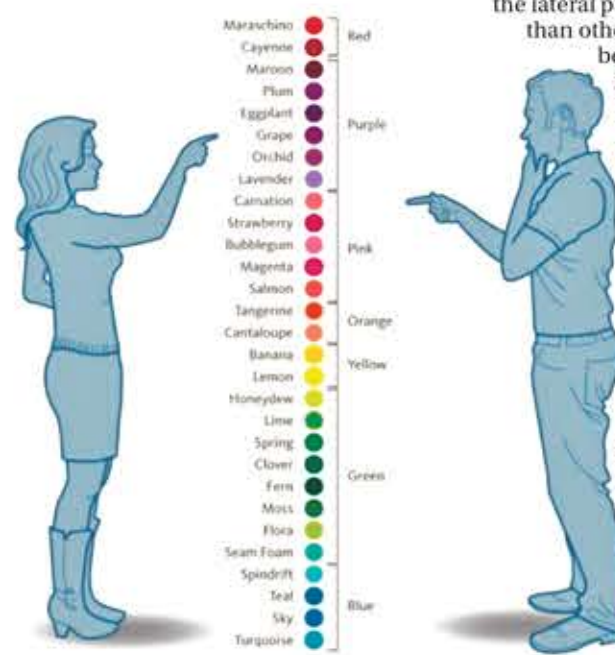 the lateral p
than othe
be
Maraschino
Cayenne
Red
Maroon
Plum
Eggplant
Grape
Orchid
Lavender
Purple
Carnation
Strawberry
Bubblegum
Magenta
Salmon
Pink
Tangerine
Cantaloupe
Orange
Banana
Lemon
Yellow
Honeydew
Lime
Spring
Clover
Fern
Moss
Flora
Seam Foam
Green
Spindrift
Teal
Sky
Turquorse
Blue